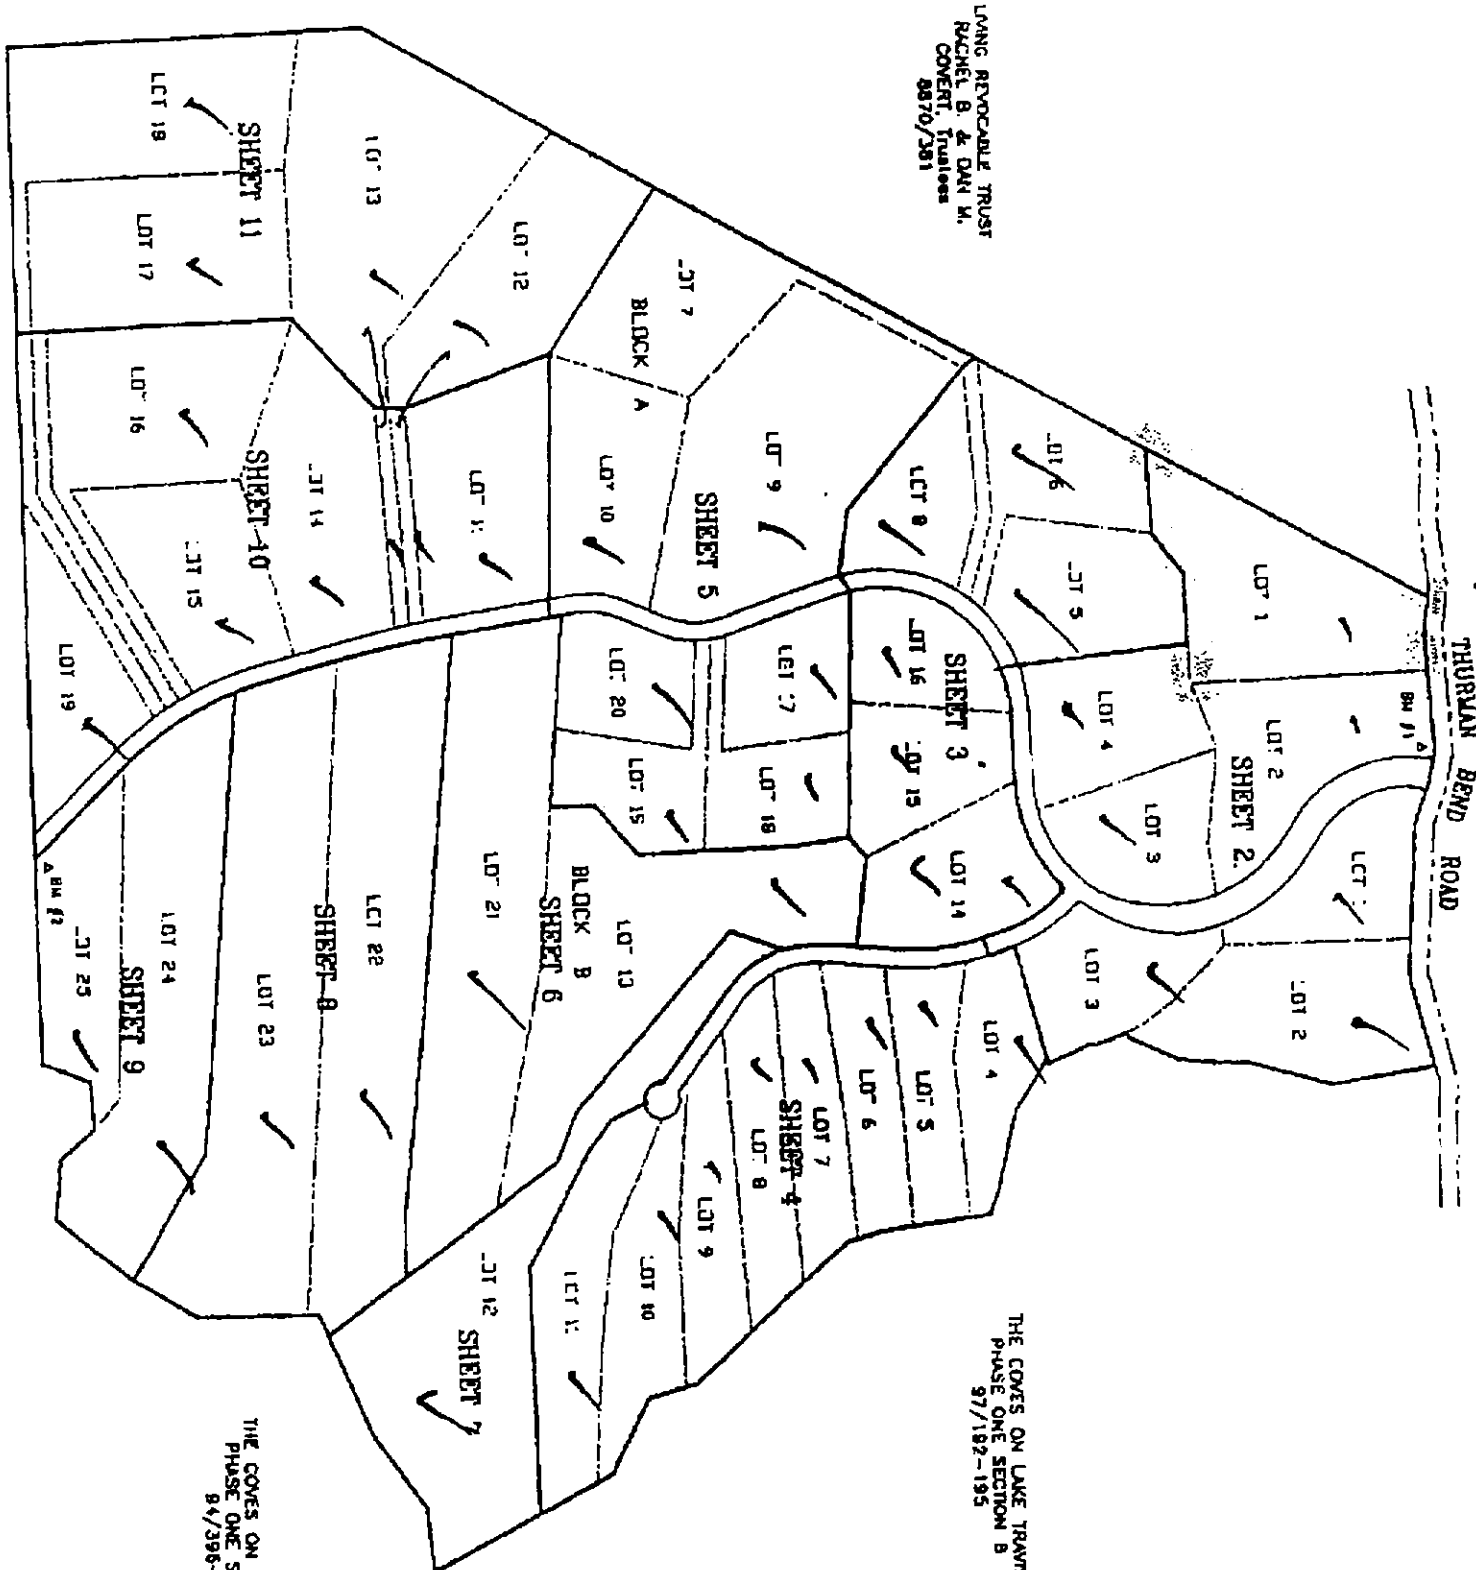 LIVING REVOCABLE TRUST
RACHEL B. & DAN M.
COVERT, Trustees
8870/381
THURMAN BEND ROAD
BM #1
LOT 1
LOT 2
SHEET 2
LOT 3
LOT 4
LOT 5
LOT 6
LOT 8
LOT 2
LOT 3
LOT 4
LOT 5
LOT 6
LOT 7
SHEET 4
LOT 8
LOT 9
LOT 10
LOT 12
SHEET 7
SHEET 3
LOT 16
LOT 15
LOT 14
LOT 17
LOT 18
LOT 20
SHEET 5
LOT 9
LOT 10
LOT 7
BLOCK A
LOT 12
LOT 13
SHEET 11
LOT 18
LOT 17
LOT 16
SHEET 10
LOT 14
LOT 15
LOT 19
BLOCK B
SHEET 6
LOT 13
LOT 21
LOT 22
SHEET 8
LOT 23
LOT 24
SHEET 9
LOT 25
BM #2
THE COVES ON LAKE
PHASE ONE SECTION B
97/192-195
THE COVES ON
PHASE ONE S
94/396-